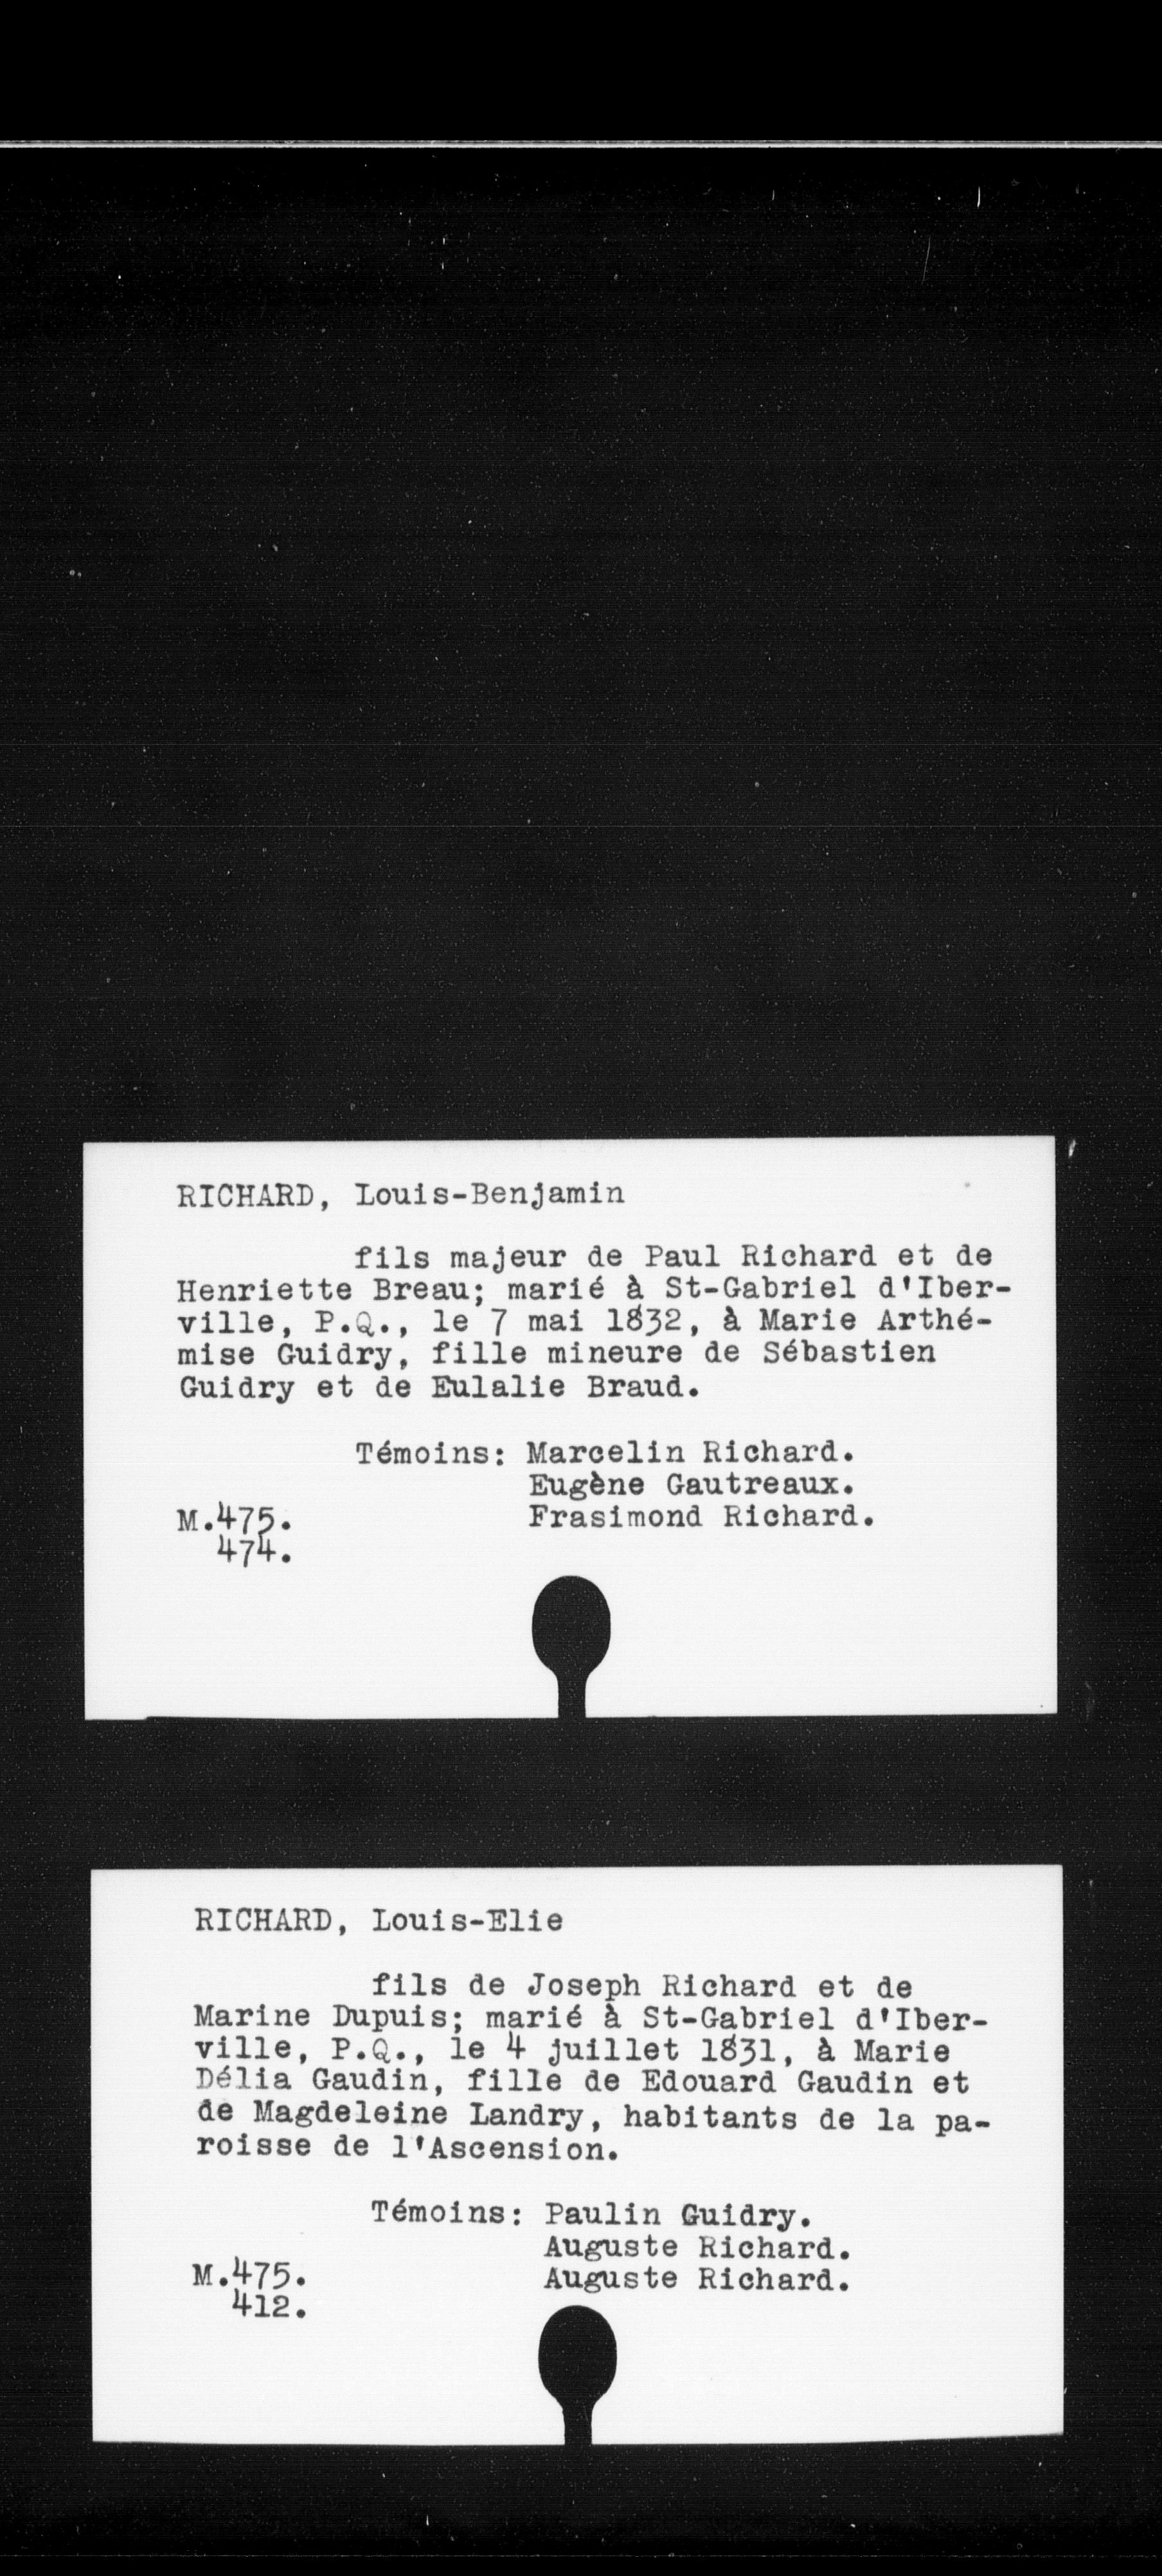 RICHARD, Louis-Benjamin
fils majeur de Paul Richard et de
Henriette Breau; marié à St-Gabriel d'Iber-
ville, P.Q., le 7 mai 1832, à Marie Arthé-
mise Guidry, fille mineure de Sébastien
Guidry et de Eulalie Braud.
Témoins: Marcelin Richard.
Eugène Gautreaux.
M.475. Frasimond Richard.
474.
RICHARD, Louis-Elie
fils de Joseph Richard et de
Marine Dupuis; marié à St-Gabriel d'Iber-
ville, P.Q., le 4 juillet 1831, à Marie
Délia Gaudin, fille de Edouard Gaudin et
de Magdeleine Landry, habitants de la pa-
roisse de l'Ascension.
Témoins: Paulin Guidry.
Auguste Richard.
M.475. Auguste Richard.
412.